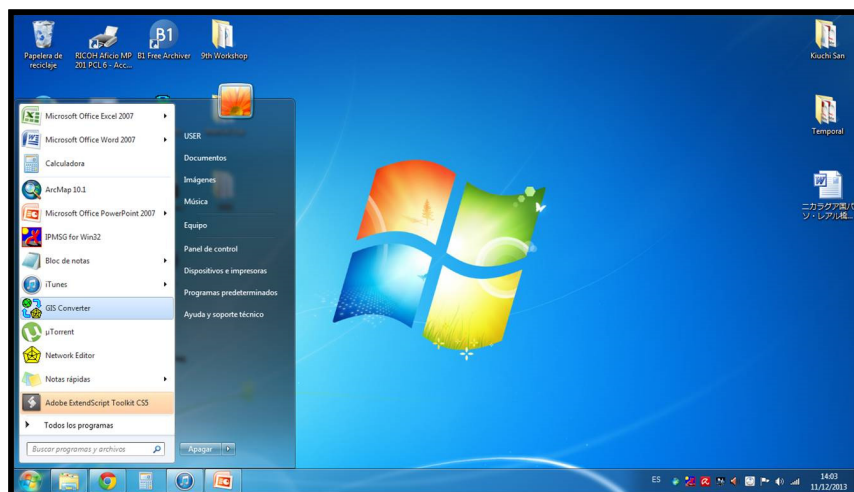 Papelera de
reciclaje
RICOH Aficio MP
201 PCL 6 - Acc...
B1
B1 Free Archiver
9th Workshop
Kiuchi San
Temporal
ニカラグア国パ
ソ・レアル橋...
Microsoft Office Excel 2007
Microsoft Office Word 2007
Calculadora
ArcMap 10.1
Microsoft Office PowerPoint 2007
IPMSG for Win32
Bloc de notas
iTunes
GIS Converter
µTorrent
Network Editor
Notas rápidas
Adobe ExtendScript Toolkit CS5
Todos los programas
Buscar programas y archivos
USER
Documentos
Imágenes
Música
Equipo
Panel de control
Dispositivos e impresoras
Programas predeterminados
Ayuda y soporte técnico
Apagar
ES
14:03
11/12/2013